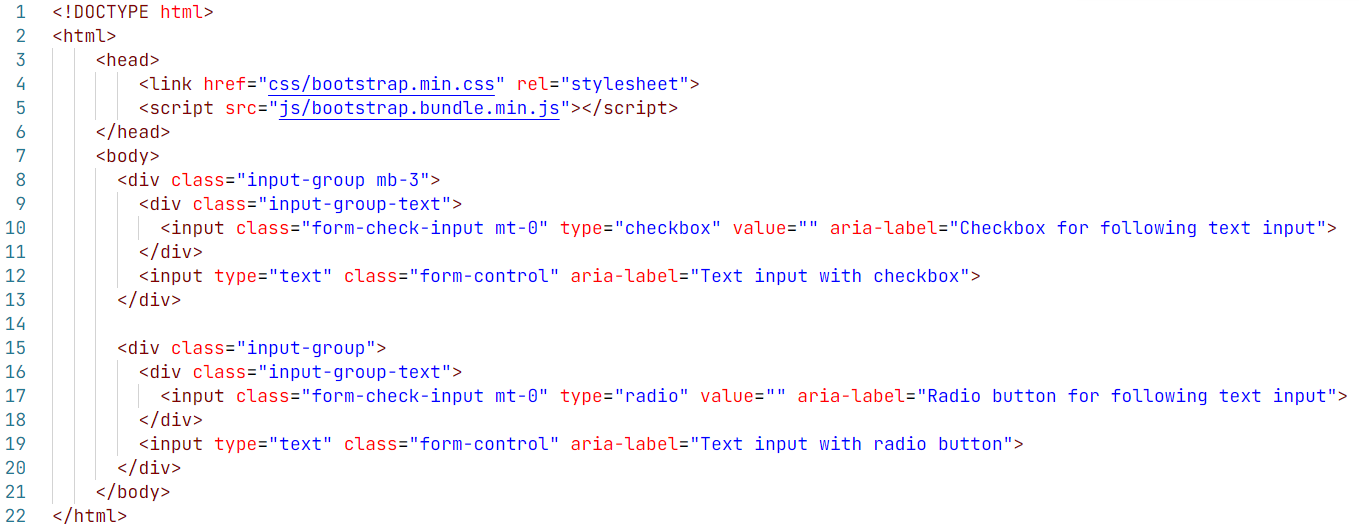 1 <!DOCTYPE html>
2 <html>
3     <head>
4         <link href="css/bootstrap.min.css" rel="stylesheet">
5         <script src="js/bootstrap.bundle.min.js"></script>
6     </head>
7     <body>
8       <div class="input-group mb-3">
9         <div class="input-group-text">
10           <input class="form-check-input mt-0" type="checkbox" value="" aria-label="Checkbox for following text input">
11         </div>
12         <input type="text" class="form-control" aria-label="Text input with checkbox">
13       </div>
14
15       <div class="input-group">
16         <div class="input-group-text">
17           <input class="form-check-input mt-0" type="radio" value="" aria-label="Radio button for following text input">
18         </div>
19         <input type="text" class="form-control" aria-label="Text input with radio button">
20       </div>
21     </body>
22 </html>